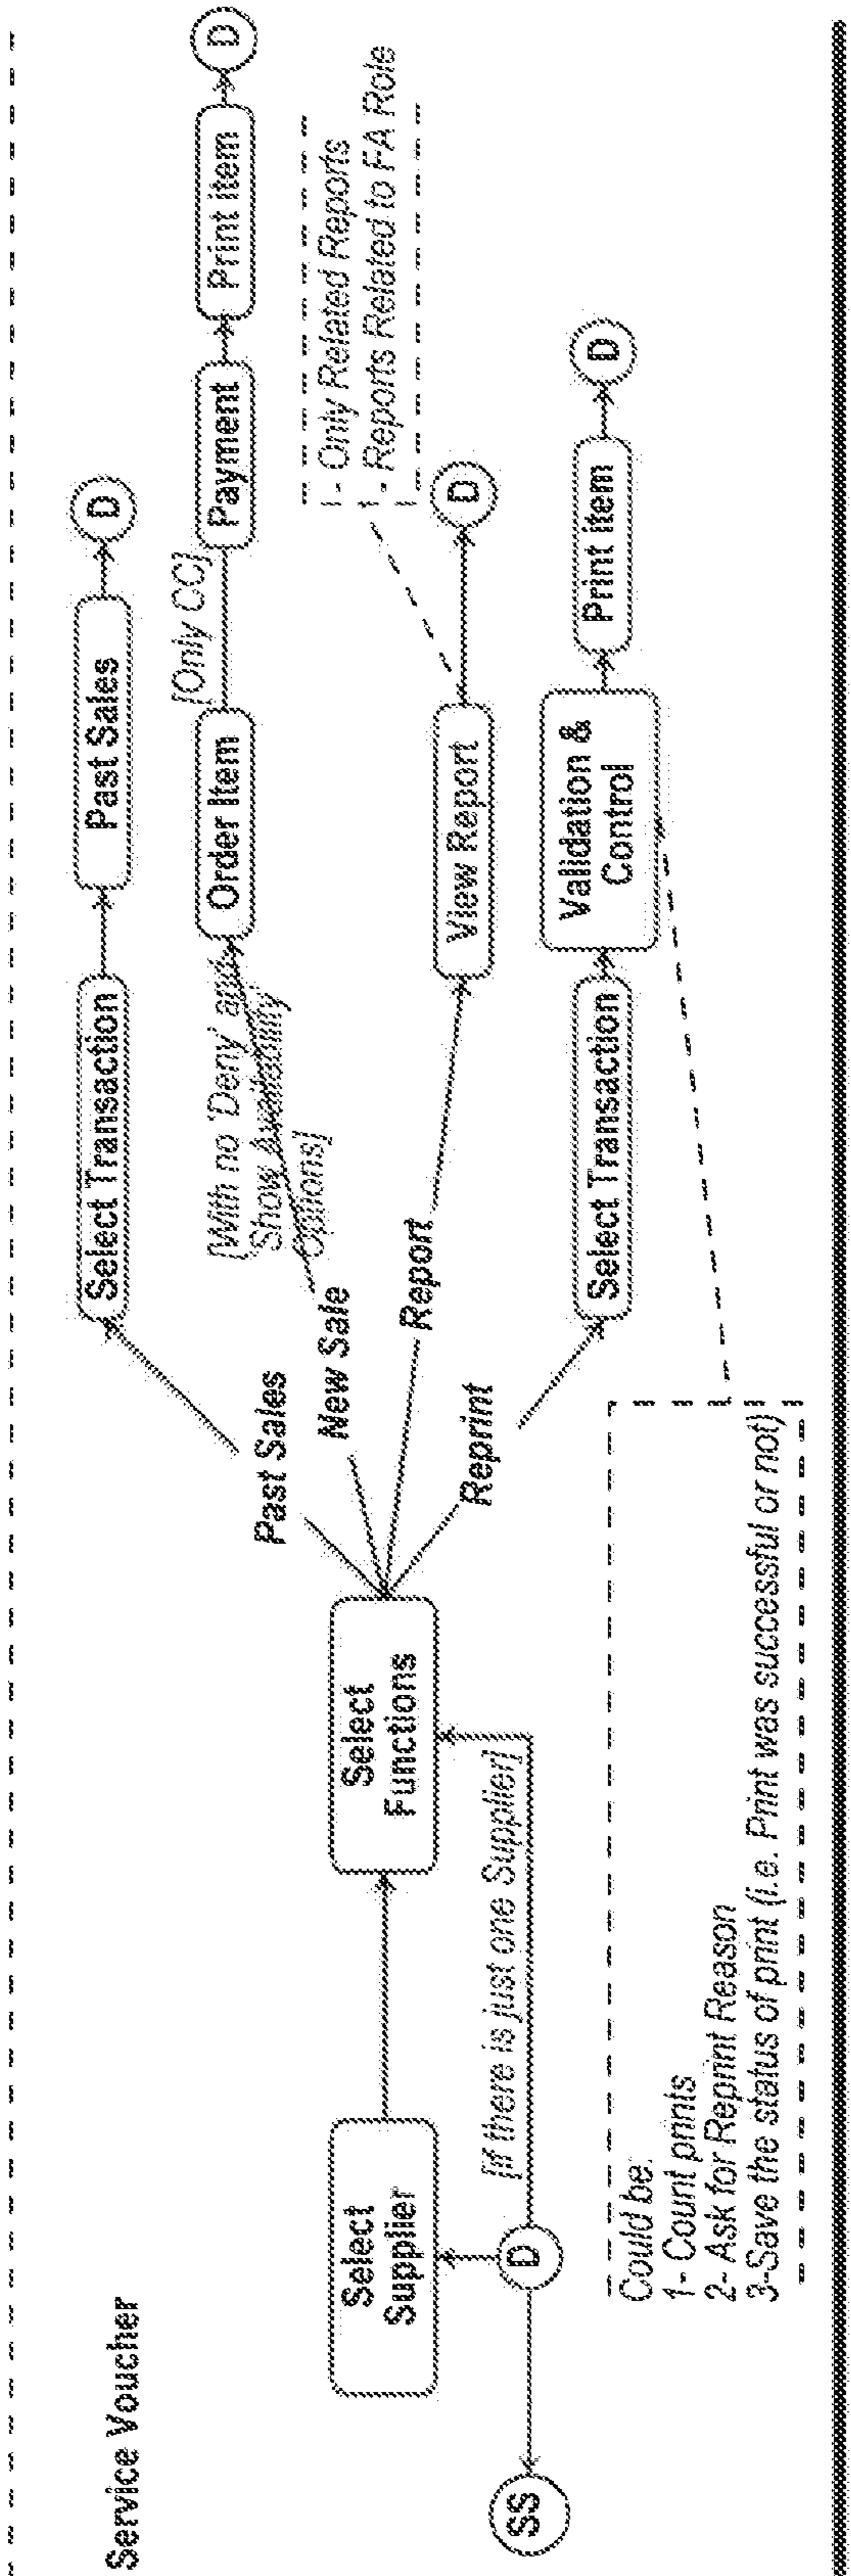 Service Voucher
Select Transaction
Past Sales
D
[With no 'Deny' and
Show Availability
Options]
Order Item
[Only CC]
Payment
Print item
D
Past Sales
New Sale
Report
Reprint
- Only Related Reports
- Reports Related to FA Role
Select
Supplier
Select
Functions
View Report
D
[If there is just one Supplier]
SS
D
Select Transaction
Validation &
Control
Print item
D
Could be:
1- Count prints
2- Ask for Reprint Reason
3-Save the status of print (i.e. Print was successful or not)